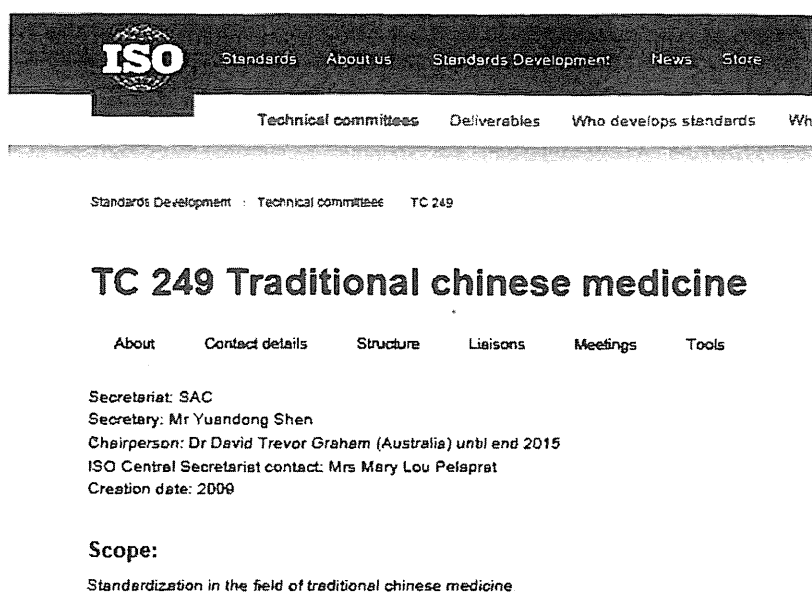 ISO
Standards About us Standards Development News Store
Technical committees Deliverables Who develops standards Wh
Standards Development Technical committees TC 249
TC 249 Traditional chinese medicine
About Contact details Structure Liaisons Meetings Tools
Secretariat: SAC
Secretary: Mr Yuandong Shen
Chairperson: Dr David Trevor Graham (Australia) until end 2015
ISO Central Secretariat contact: Mrs Mary Lou Pelaprat
Creation date: 2009
Scope:
Standardization in the field of traditional chinese medicine